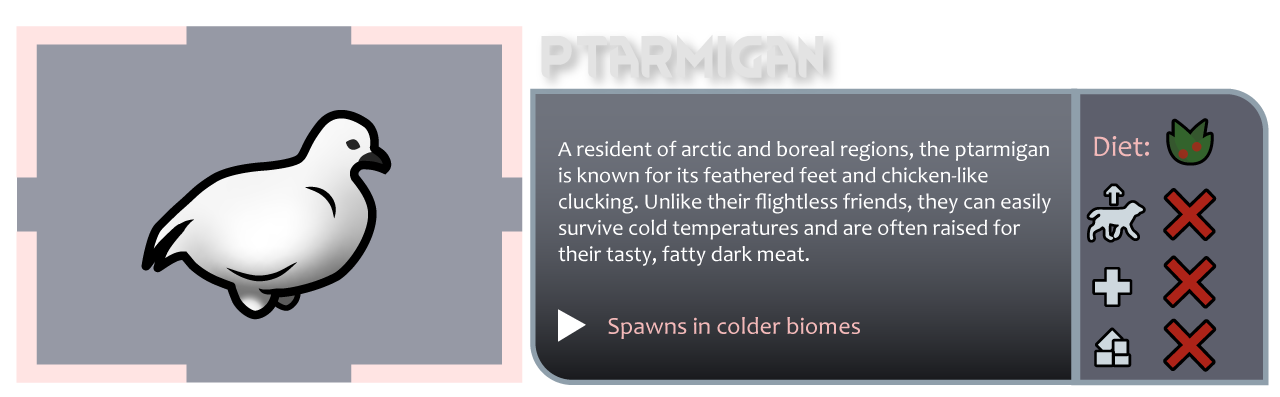 PTARMIGAN
A resident of arctic and boreal regions, the ptarmigan
is known for its feathered feet and chicken-like
clucking. Unlike their flightless friends, they can easily
survive cold temperatures and are often raised for
their tasty, fatty dark meat.
Spawns in colder biomes
Diet: